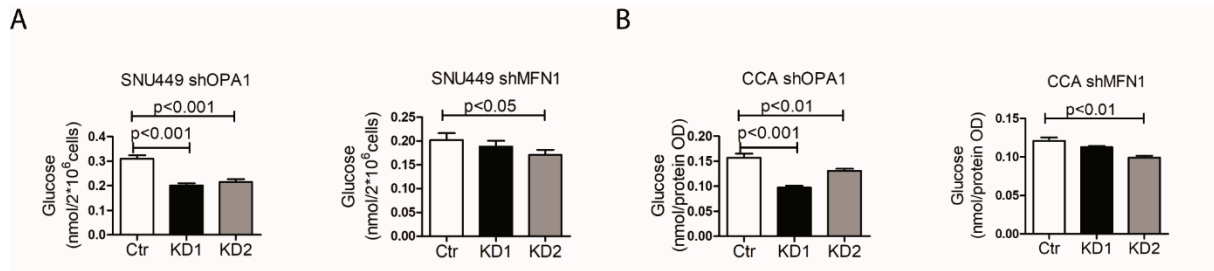 A
B
SNU449 shOPA1
p<0.001
p<0.001
Glucose
(nmol/2*10⁶cells)
0.4
0.3
0.2
0.1
0.0
Ctr KD1 KD2
SNU449 shMFN1
p<0.05
Glucose
(nmol/2*10⁶cells)
0.25
0.20
0.15
0.10
0.05
0.00
Ctr KD1 KD2
CCA shOPA1
p<0.01
p<0.001
Glucose
(nmol/protein OD)
0.20
0.15
0.10
0.05
0.00
Ctr KD1 KD2
CCA shMFN1
p<0.01
Glucose
(nmol/protein OD)
0.15
0.10
0.05
0.00
Ctr KD1 KD2